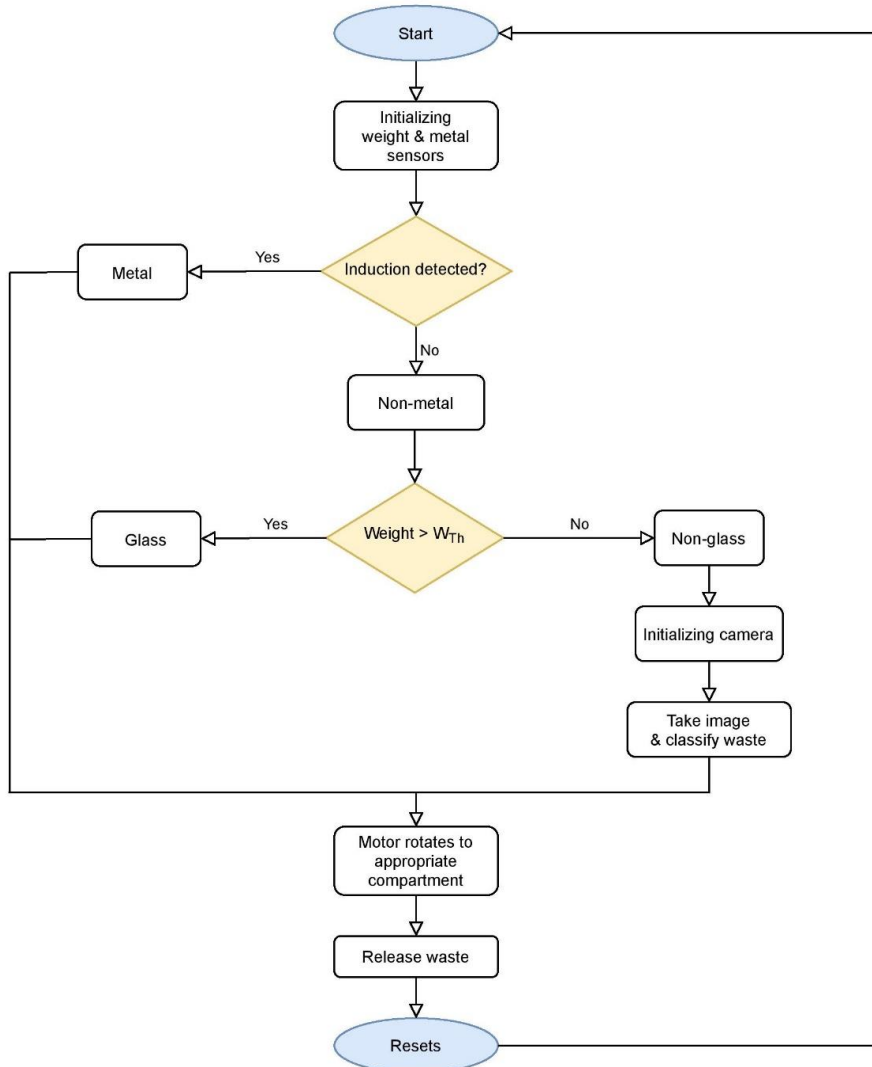 Start
Initializing
weight & metal
sensors
Yes
Induction detected?
Metal
No
Non-metal
Yes
Weight > W_Th
No
Glass
Non-glass
Initializing camera
Take image
& classify waste
Motor rotates to
appropriate
compartment
Release waste
Resets